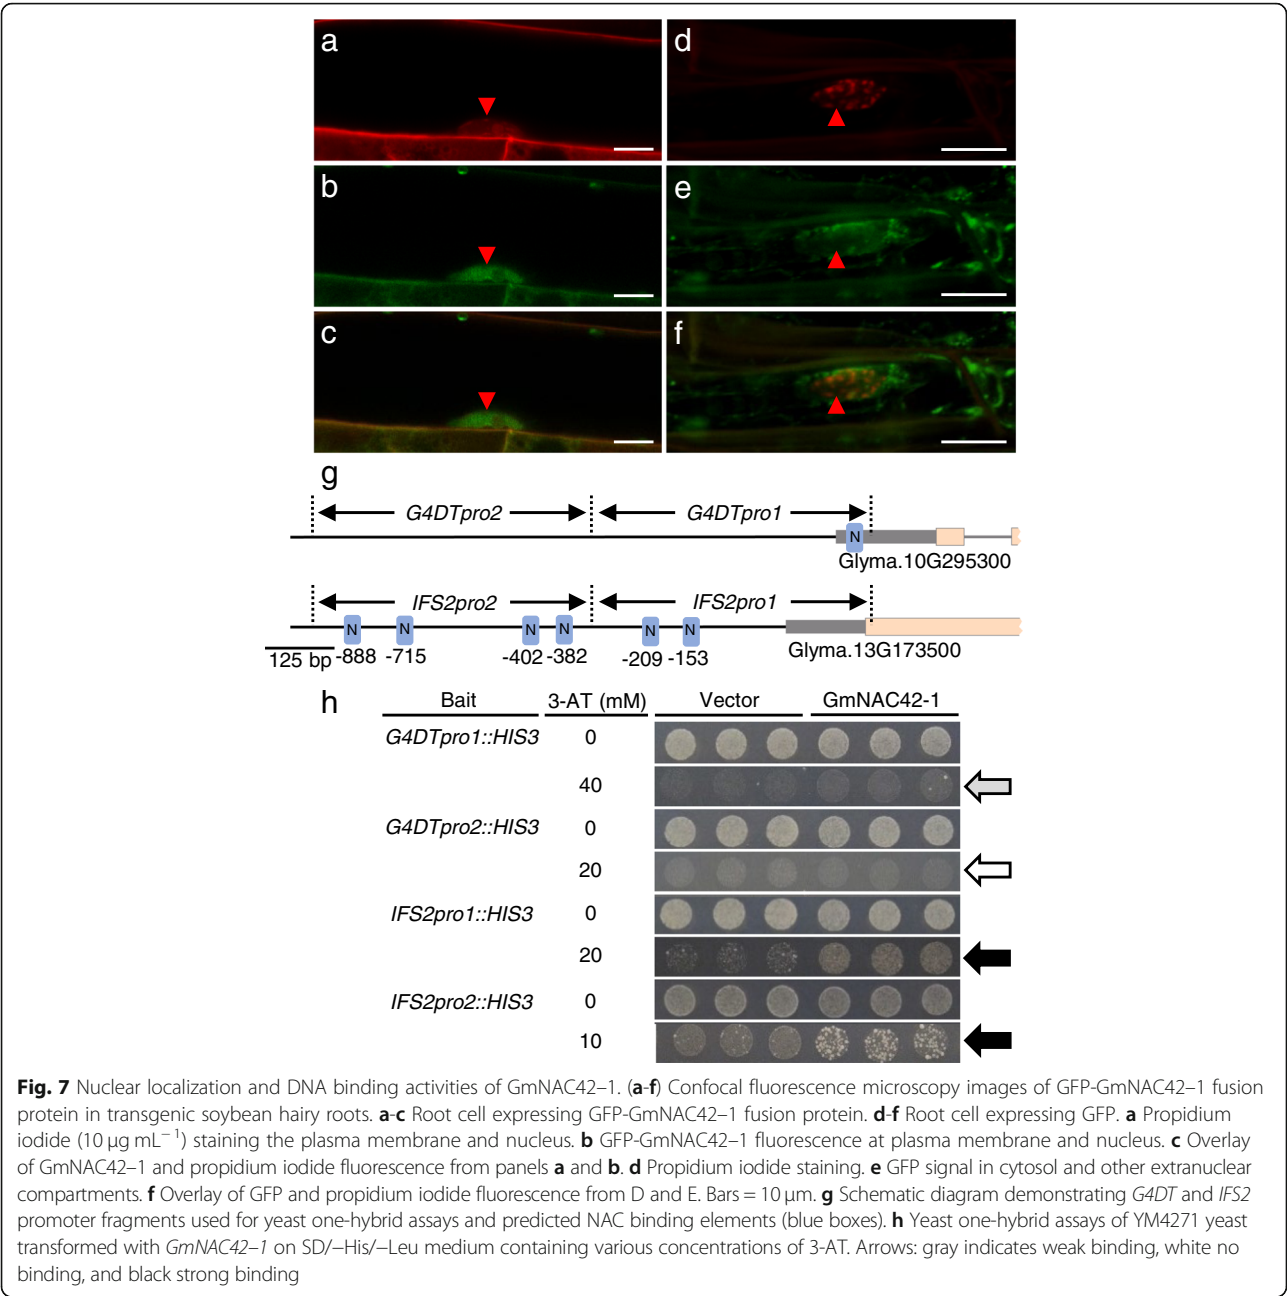 a
d
b
e
c
f
g
G4DTpro2 G4DTpro1
N
Glyma.10G295300
IFS2pro2 IFS2pro1
N N N N N N
125 bp -888 -715 -402 -382 -209 -153 Glyma.13G173500
h Bait 3-AT (mM) Vector GmNAC42-1
G4DTpro1::HIS3 0
40
G4DTpro2::HIS3 0
20
IFS2pro1::HIS3 0
20
IFS2pro2::HIS3 0
10
Fig. 7 Nuclear localization and DNA binding activities of GmNAC42–1. (a-f) Confocal fluorescence microscopy images of GFP-GmNAC42–1 fusion
protein in transgenic soybean hairy roots. a-c Root cell expressing GFP-GmNAC42–1 fusion protein. d-f Root cell expressing GFP. a Propidium
iodide (10 μg mL⁻¹) staining the plasma membrane and nucleus. b GFP-GmNAC42–1 fluorescence at plasma membrane and nucleus. c Overlay
of GmNAC42–1 and propidium iodide fluorescence from panels a and b. d Propidium iodide staining. e GFP signal in cytosol and other extranuclear
compartments. f Overlay of GFP and propidium iodide fluorescence from D and E. Bars = 10 μm. g Schematic diagram demonstrating G4DT and IFS2
promoter fragments used for yeast one-hybrid assays and predicted NAC binding elements (blue boxes). h Yeast one-hybrid assays of YM4271 yeast
transformed with GmNAC42–1 on SD/−His/−Leu medium containing various concentrations of 3-AT. Arrows: gray indicates weak binding, white no
binding, and black strong binding